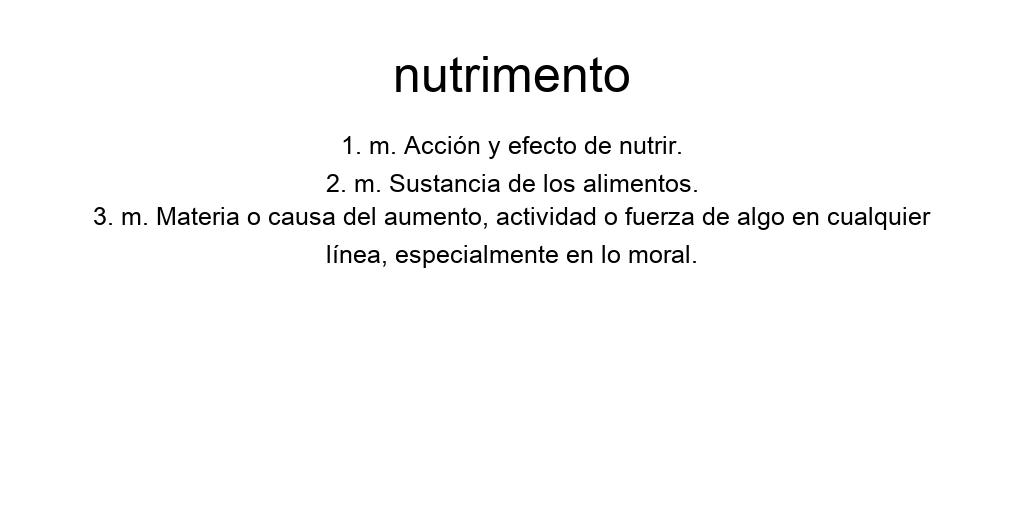 nutrimento
1. m. Acción y efecto de nutrir.
2. m. Sustancia de los alimentos.
3. m. Materia o causa del aumento, actividad o fuerza de algo en cualquier
línea, especialmente en lo moral.